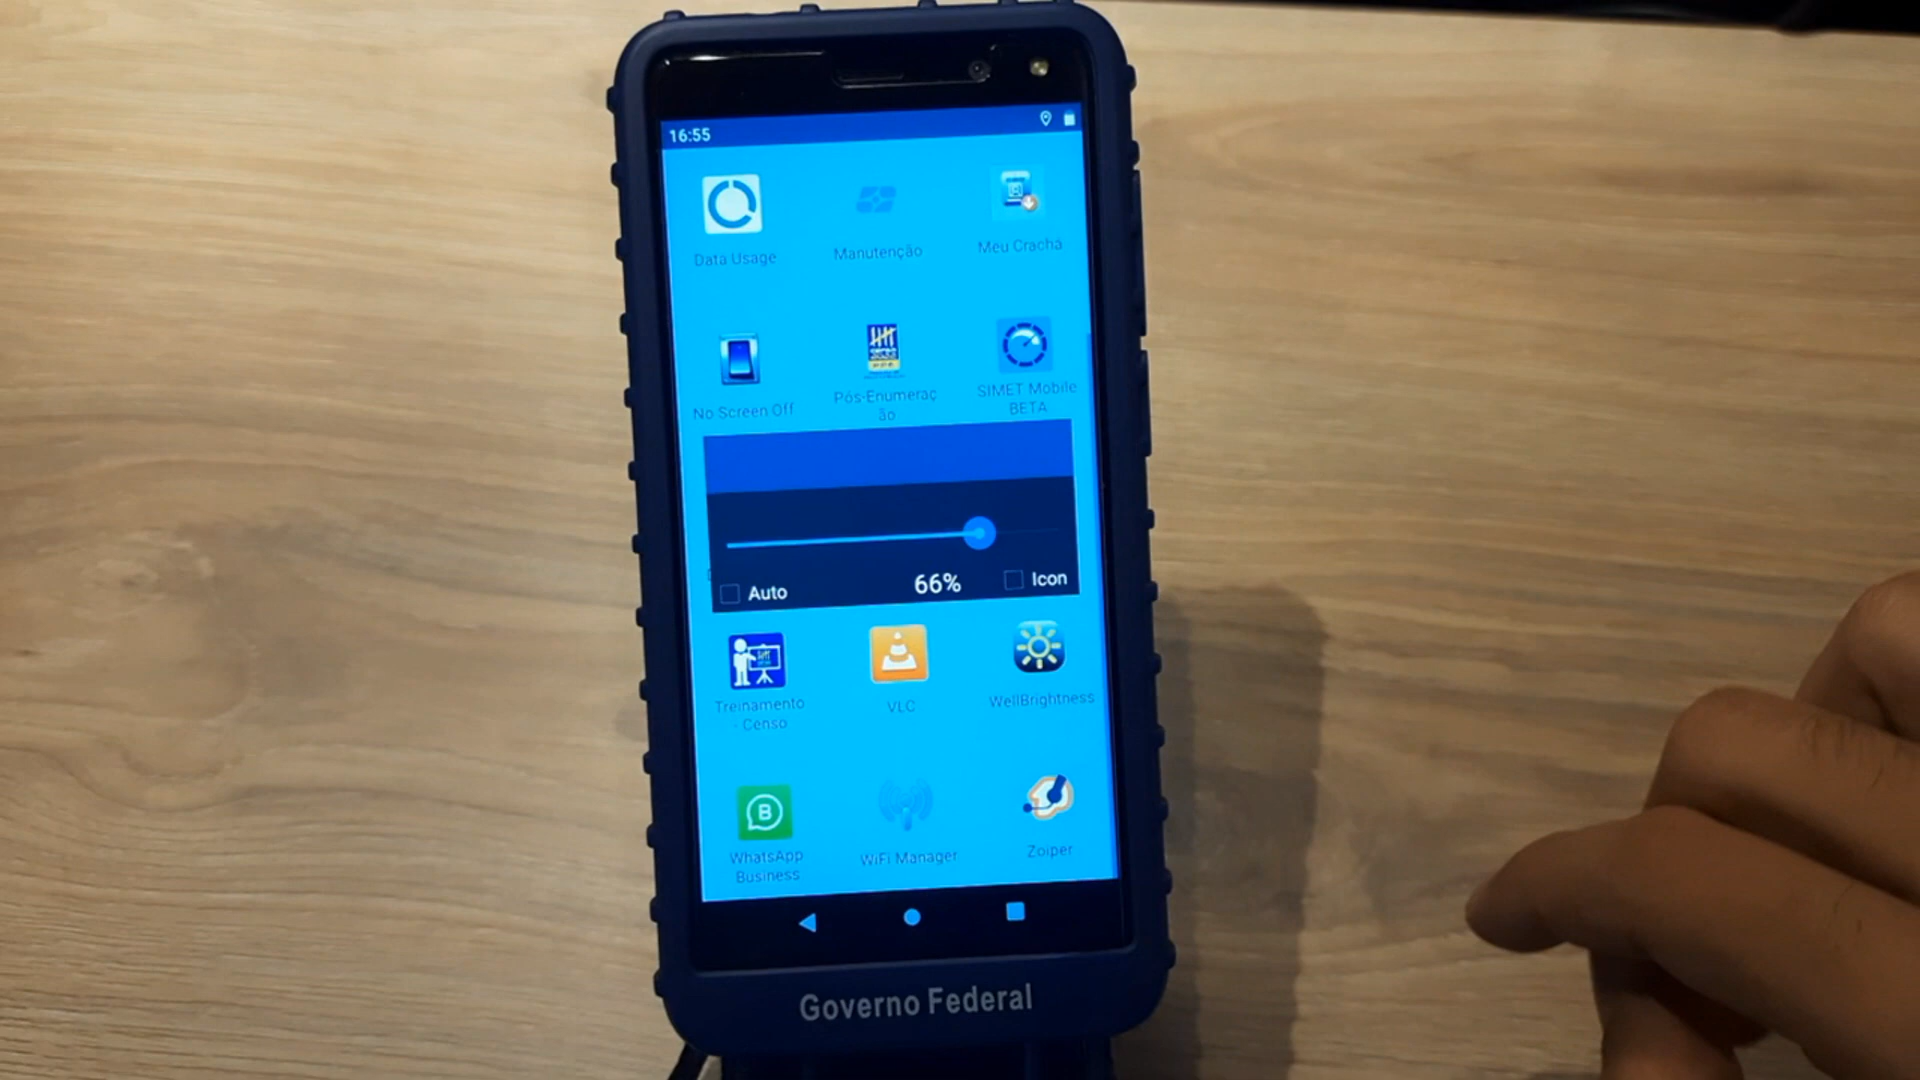 16:55
Data Usage
Manutenção
Meu Crachá
No Screen Off
Pós-Enumeraç
ão
SIMET Mobile
BETA
Auto
66%
Icon
Treinamento
- Censo
VLC
WellBrightness
WhatsApp
Business
WiFi Manager
Zoiper
Governo Federal